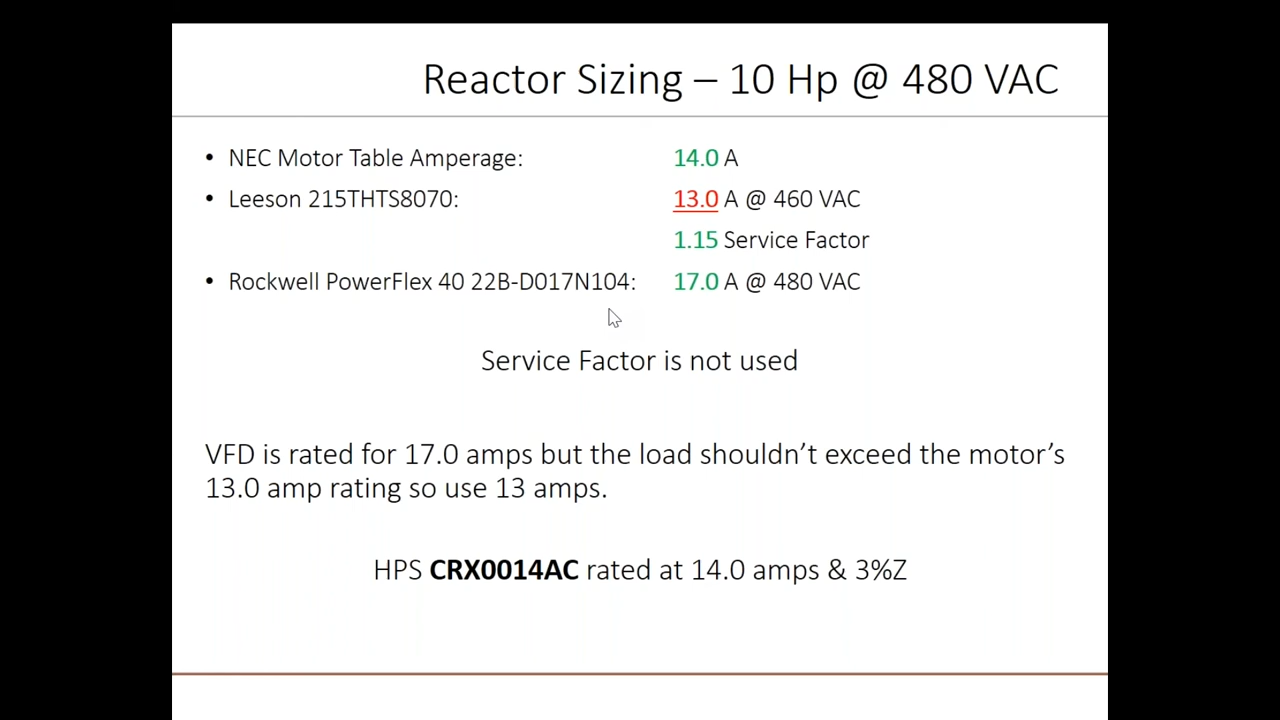 Reactor Sizing – 10 Hp @ 480 VAC
• NEC Motor Table Amperage: 14.0 A
• Leeson 215THTS8070: 13.0 A @ 460 VAC
1.15 Service Factor
• Rockwell PowerFlex 40 22B-D017N104: 17.0 A @ 480 VAC
Service Factor is not used
VFD is rated for 17.0 amps but the load shouldn’t exceed the motor’s
13.0 amp rating so use 13 amps.
HPS CRX0014AC rated at 14.0 amps & 3%Z